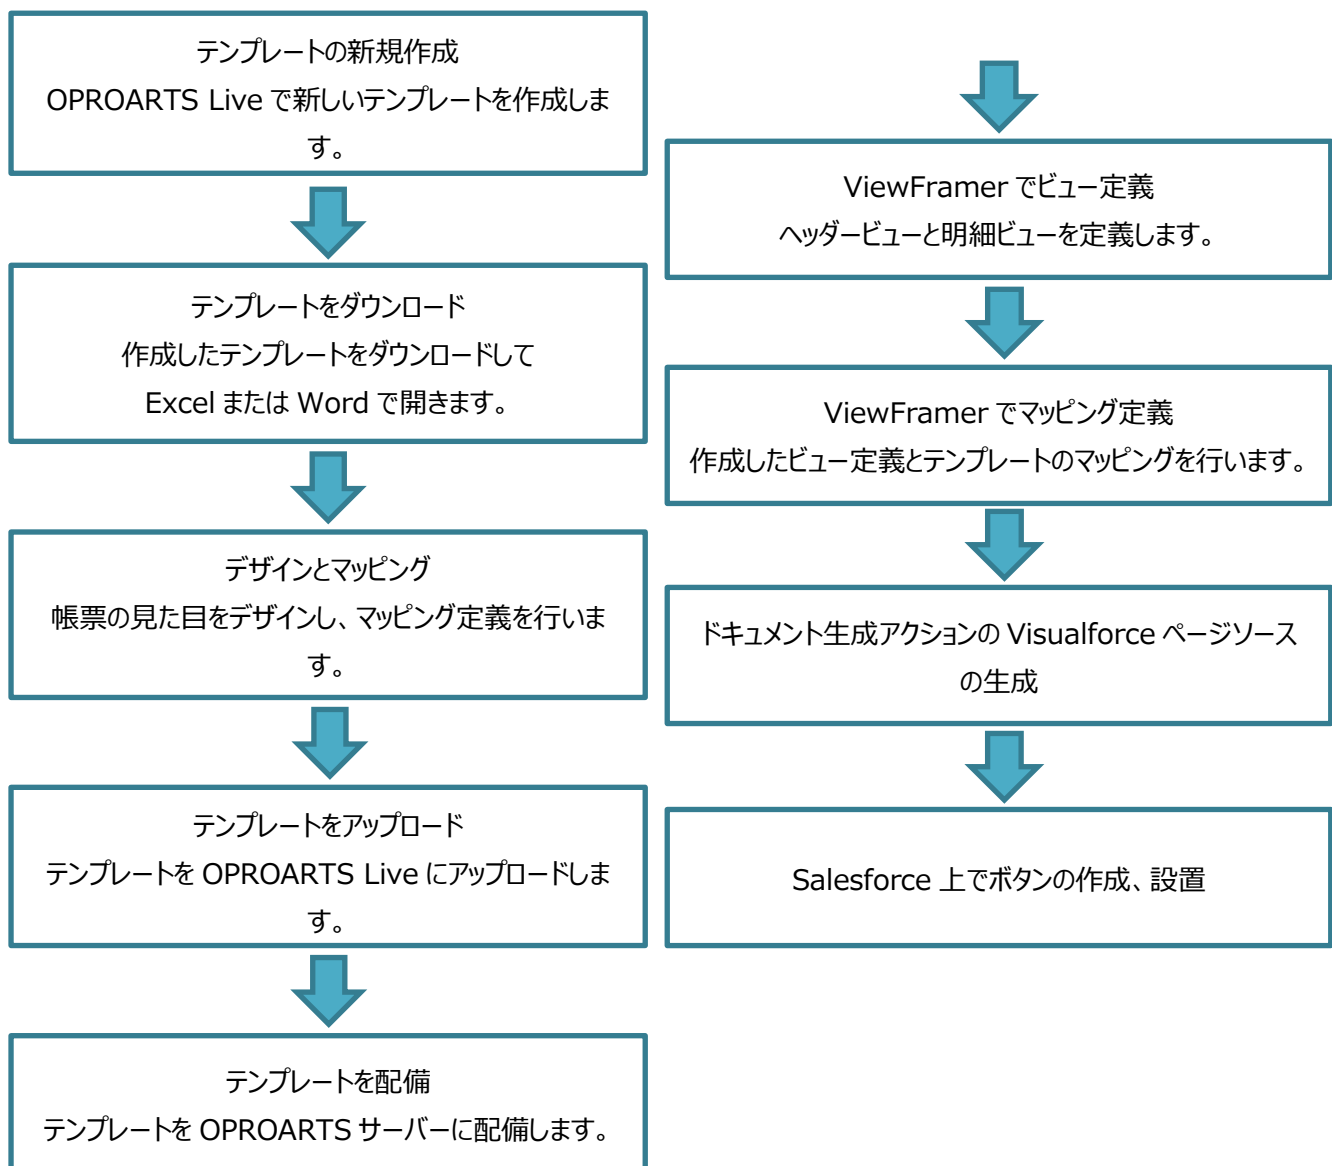 テンプレートの新規作成
OPROARTS Live で新しいテンプレートを作成しま
す。
テンプレートをダウンロード
作成したテンプレートをダウンロードして
Excel または Word で開きます。
デザインとマッピング
帳票の見た目をデザインし、マッピング定義を行いま
す。
テンプレートをアップロード
テンプレートを OPROARTS Live にアップロードしま
す。
テンプレートを配備
テンプレートを OPROARTS サーバーに配備します。
ViewFramer でビュー定義
ヘッダービューと明細ビューを定義します。
ViewFramer でマッピング定義
作成したビュー定義とテンプレートのマッピングを行います。
ドキュメント生成アクションの Visualforce ページソース
の生成
Salesforce 上でボタンの作成、設置